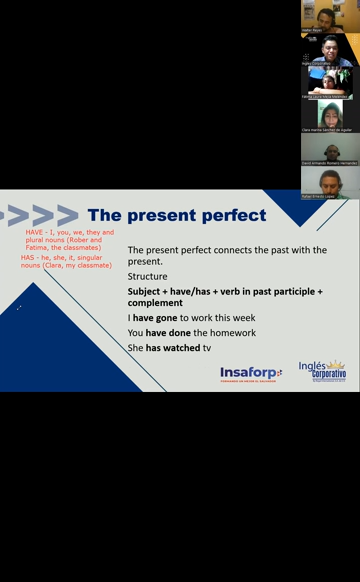 The present perfect
HAVE - I, you, we, they and
plural nouns (Rober and
Fatima, the classmates)
HAS - he, she, it, singular
nouns (Clara, my classmate)
The present perfect connects the past with the
present.
Structure
Subject + have/has + verb in past participle +
complement
I have gone to work this week
You have done the homework
She has watched tv
Insaforp
Inglés
Corporativo